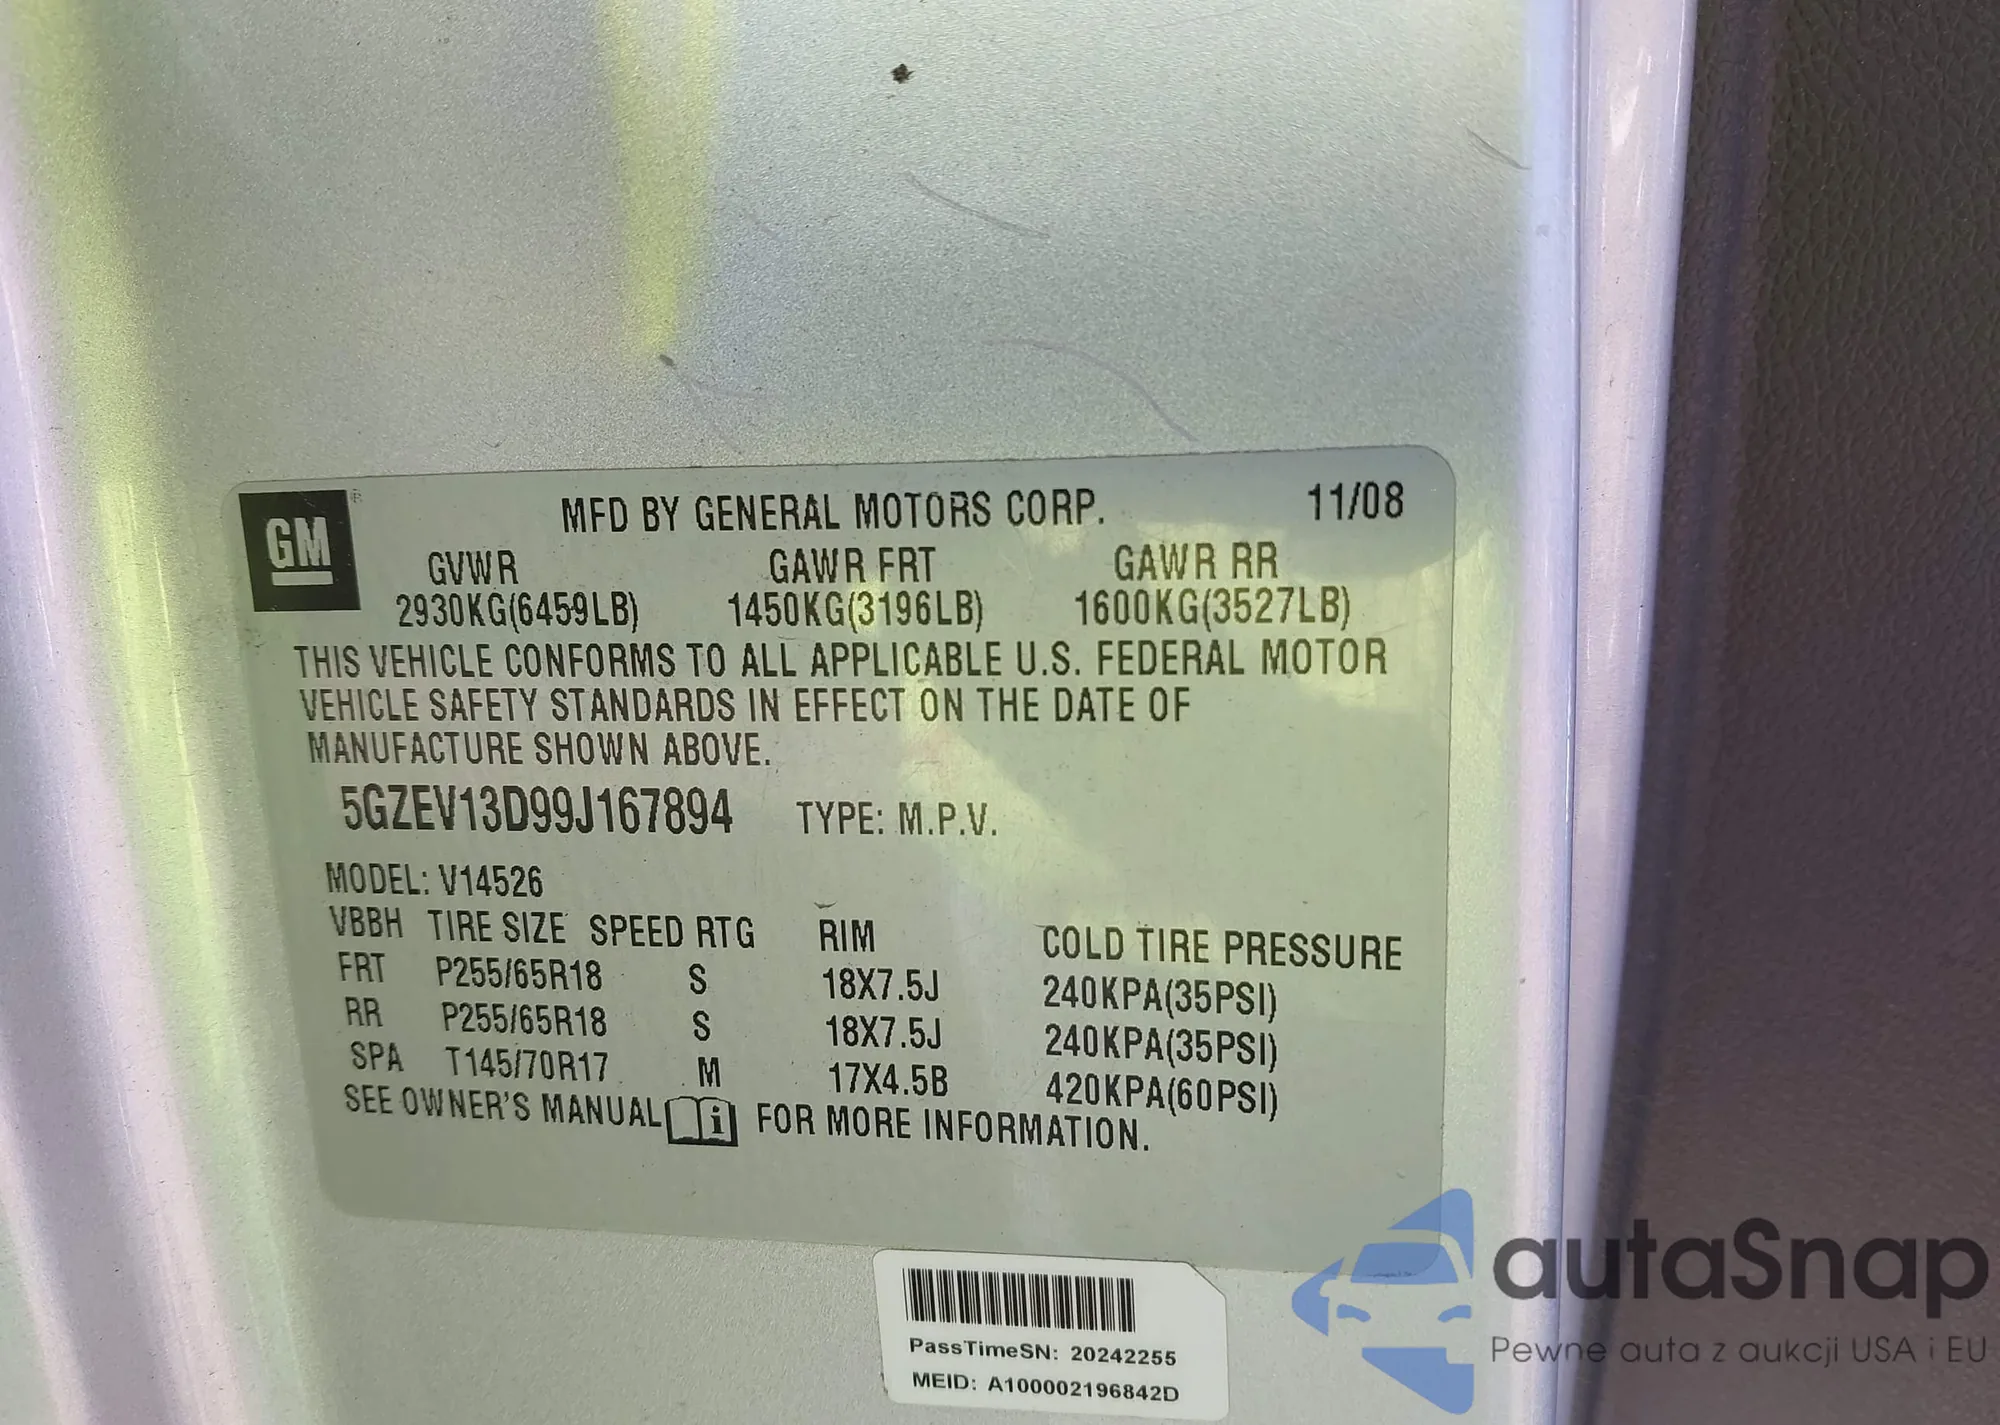 GM ®
MFD BY GENERAL MOTORS CORP. 11/08
GVWR GAWR FRT GAWR RR
2930KG(6459LB) 1450KG(3196LB) 1600KG(3527LB)
THIS VEHICLE CONFORMS TO ALL APPLICABLE U.S. FEDERAL MOTOR
VEHICLE SAFETY STANDARDS IN EFFECT ON THE DATE OF
MANUFACTURE SHOWN ABOVE.
5GZEV13D99J167894 TYPE: M.P.V.
MODEL: V14526
VBBH TIRE SIZE SPEED RTG RIM COLD TIRE PRESSURE
FRT P255/65R18 S 18X7.5J 240KPA(35PSI)
RR P255/65R18 S 18X7.5J 240KPA(35PSI)
SPA T145/70R17 M 17X4.5B 420KPA(60PSI)
SEE OWNER'S MANUAL i FOR MORE INFORMATION.
PassTimeSN: 20242255
MEID: A100002196842D
autaSnap
Pewne auta z aukcji USA i EU